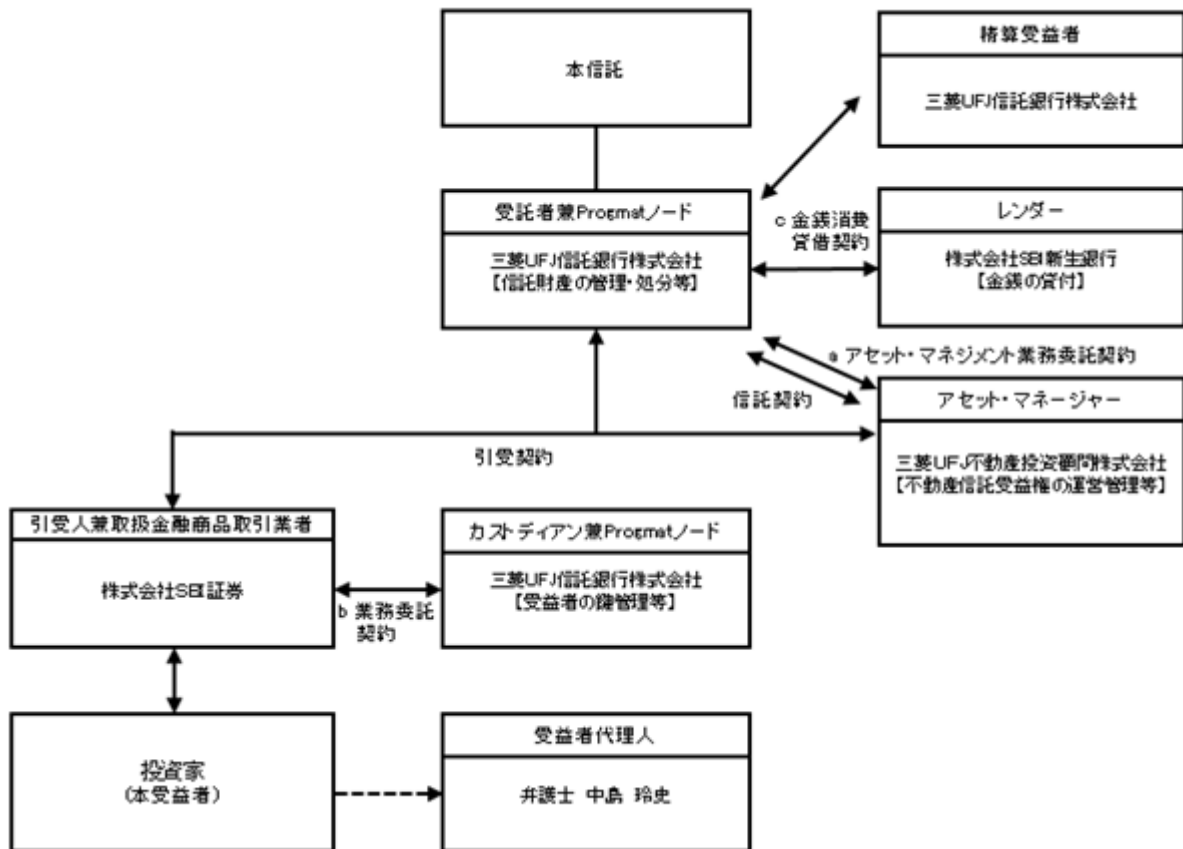 本信託
精算受益者
三菱UFJ信託銀行株式会社
受託者兼Progmatノード
三菱UFJ信託銀行株式会社
【信託財産の管理・処分等】
c 金銭消費
貸借契約
レンダー
株式会社SBI新生銀行
【金銭の貸付】
a アセット・マネジメント業務委託契約
信託契約
アセット・マネージャー
三菱UFJ不動産投資顧問株式会社
【不動産信託受益権の運営管理等】
引受契約
引受人兼取扱金融商品取引業者
株式会社SBI証券
b 業務委託
契約
カストディアン兼Progmatノード
三菱UFJ信託銀行株式会社
【受益者の鍵管理等】
投資家
(本受益者)
受益者代理人
弁護士 中島 玲史